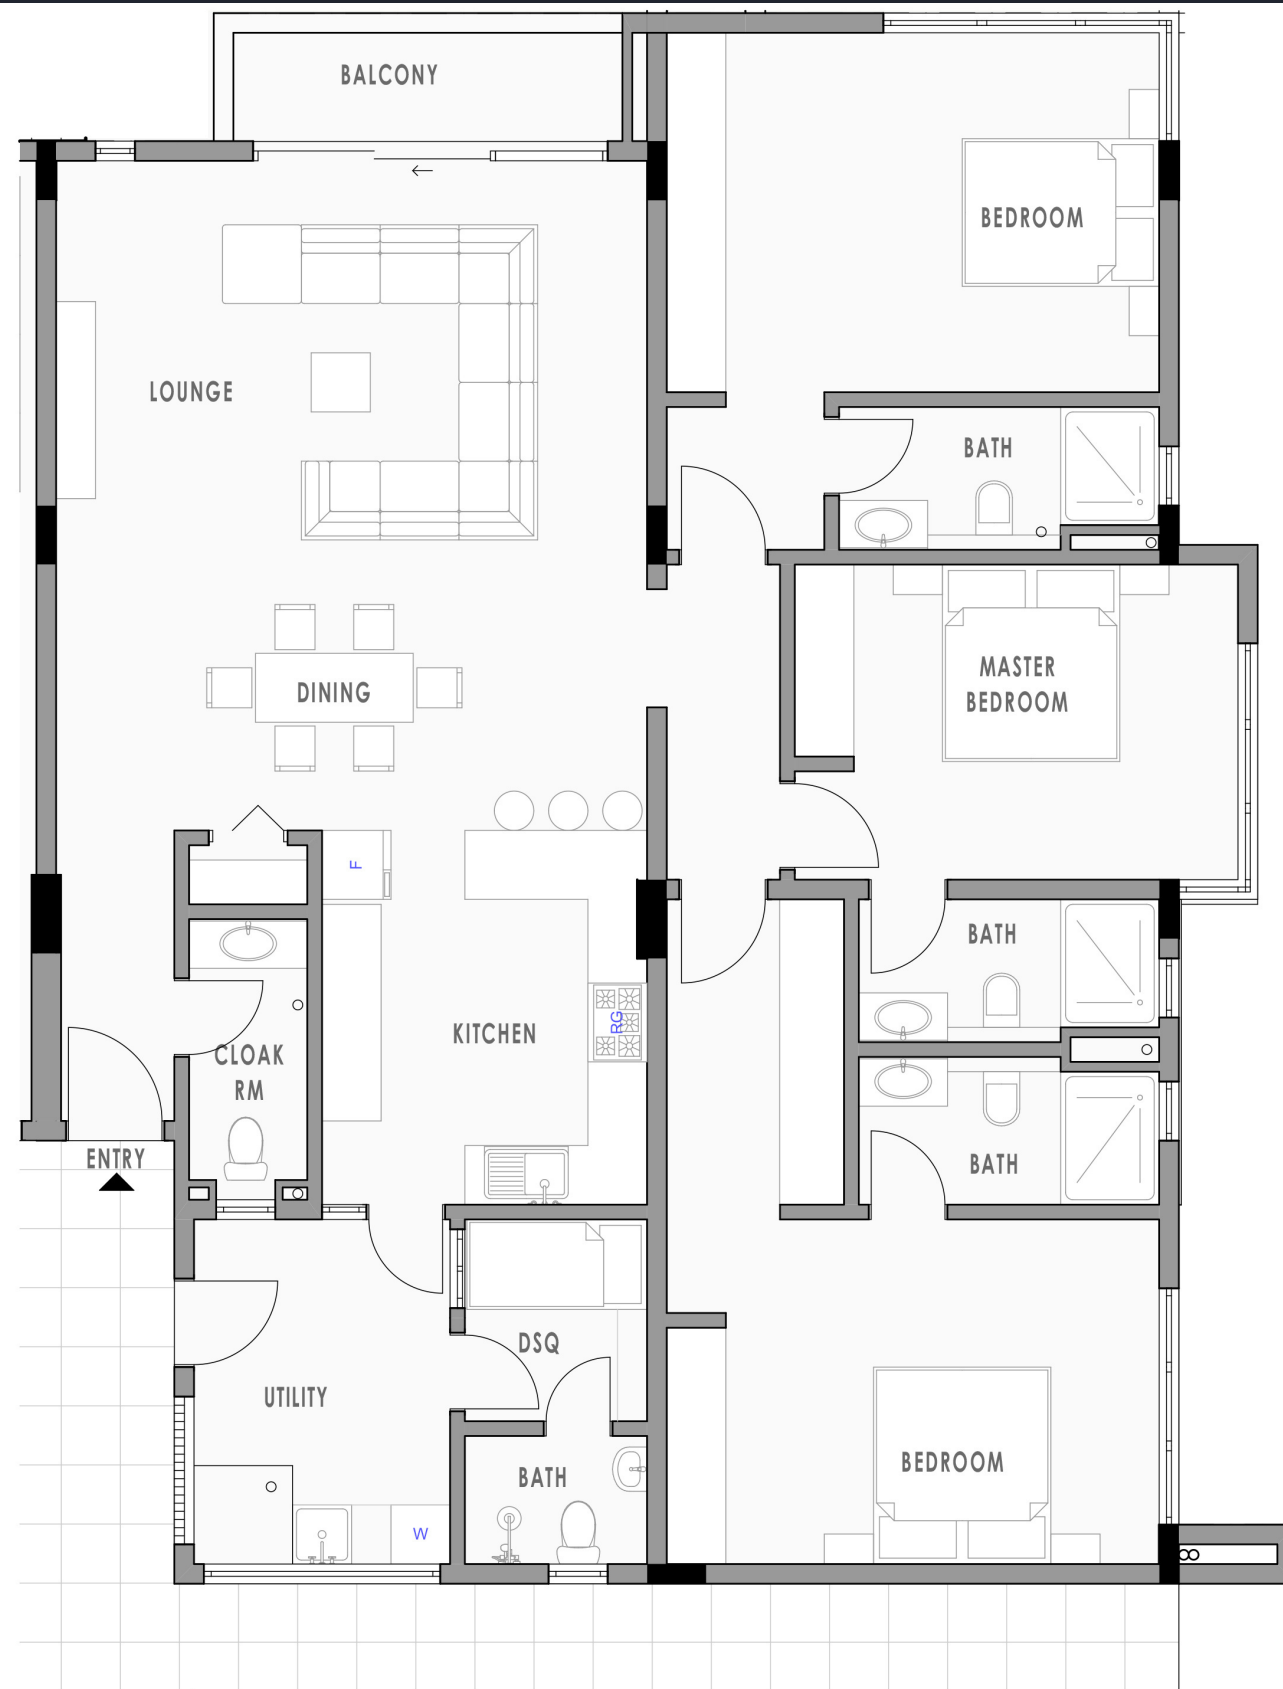 BALCONY
BEDROOM
LOUNGE
BATH
MASTER
BEDROOM
DINING
F
BATH
KITCHEN
RG
CLOAK
RM
ENTRY
BATH
DSQ
UTILITY
BEDROOM
BATH
W